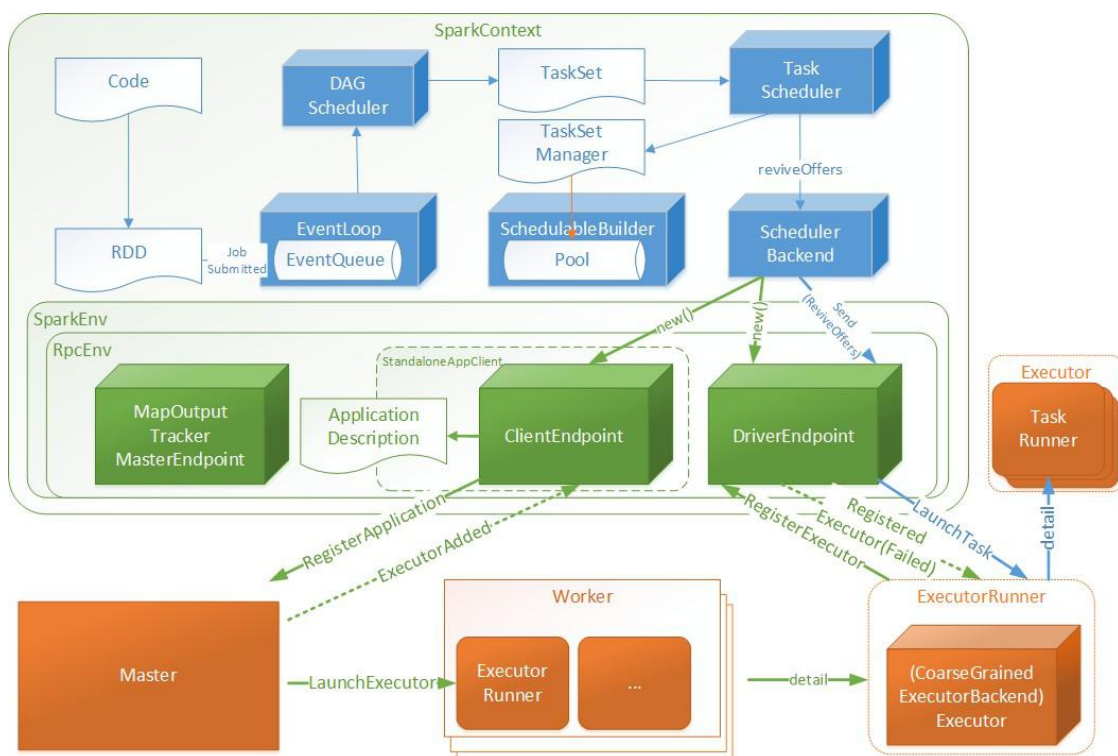 SparkContext
Code
DAG
Scheduler
TaskSet
Task
Scheduler
TaskSet
Manager
reviveOffers
RDD
Job
Submitted
EventLoop
EventQueue
SchedulableBuilder
Pool
Scheduler
Backend
SparkEnv
new()
new()
Send
(ReviveOffers)
RpcEnv
StandaloneAppClient
MapOutput
Tracker
MasterEndpoint
Application
Description
ClientEndpoint
DriverEndpoint
Executor
Task
Runner
RegisterApplication
ExecutorAdded
RegisterExecutor
Registered
Executor(Failed)
LaunchTask
detail
Master
LaunchExecutor
Worker
Executor
Runner
...
detail
ExecutorRunner
(CoarseGrained
ExecutorBackend)
Executor